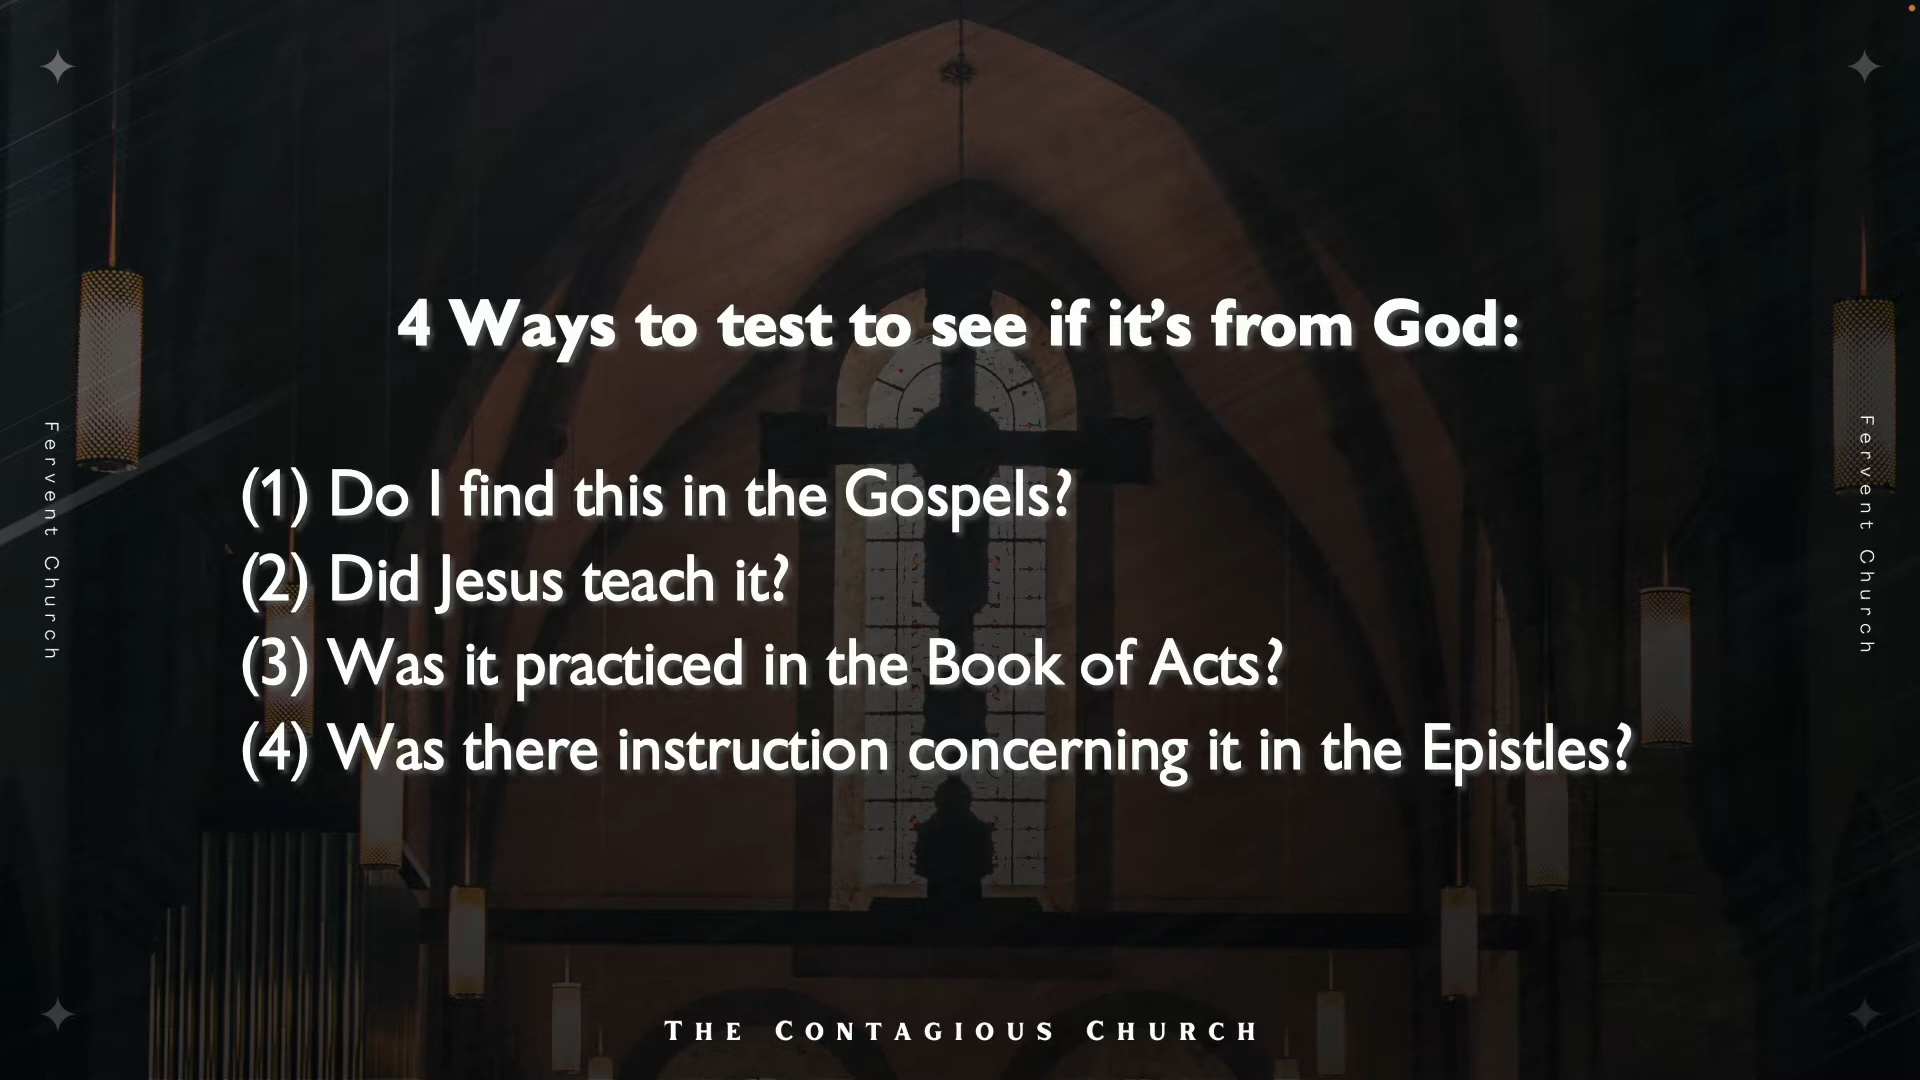 4 Ways to test to see if it’s from God:
(1) Do I find this in the Gospels?
(2) Did Jesus teach it?
(3) Was it practiced in the Book of Acts?
(4) Was there instruction concerning it in the Epistles?
Fervent Church
Fervent Church
The Contagious Church